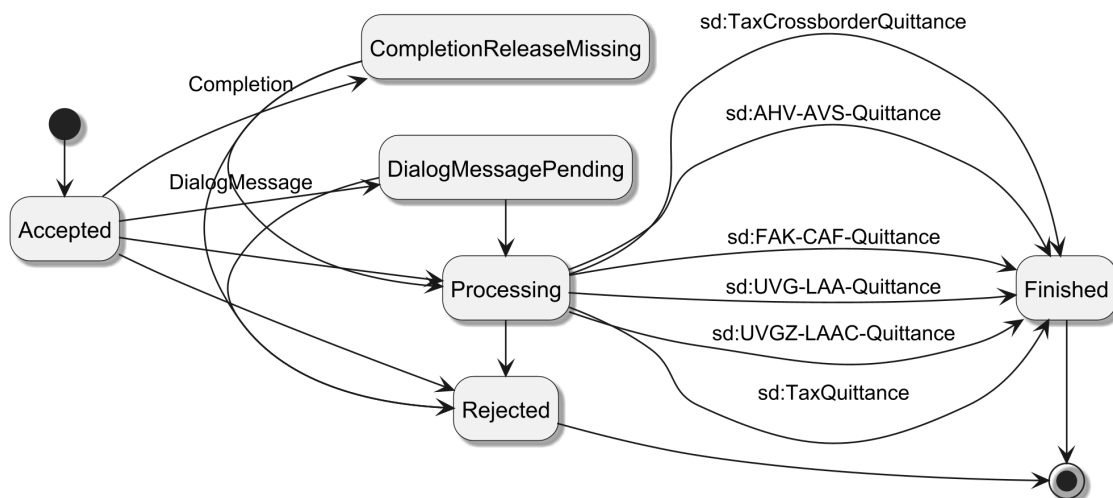 sd:TaxCrossborderQuittance
CompletionReleaseMissing
Completion
sd:AHV-AVS-Quittance
DialogMessagePending
DialogMessage
Accepted
sd:FAK-CAF-Quittance
Processing
sd:UVG-LAA-Quittance
Finished
sd:UVGZ-LAAC-Quittance
sd:TaxQuittance
Rejected